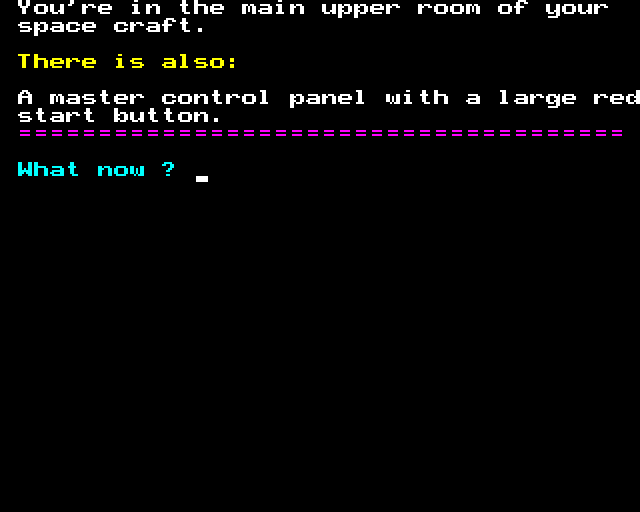 You're in the main upper room of your
space craft.
There is also:
A master control panel with a large red
start button.
======================================
What now ? _